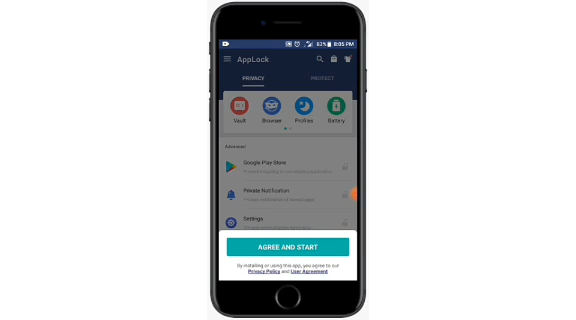 82% 8:35 PM
AppLock
PRIVACY PROTECT
Vault Browser Profiles Battery
Advanced
Google Play Store
Private Notification
Settings
AGREE AND START
By installing or using this app, you agree to our
Privacy Policy and User Agreement